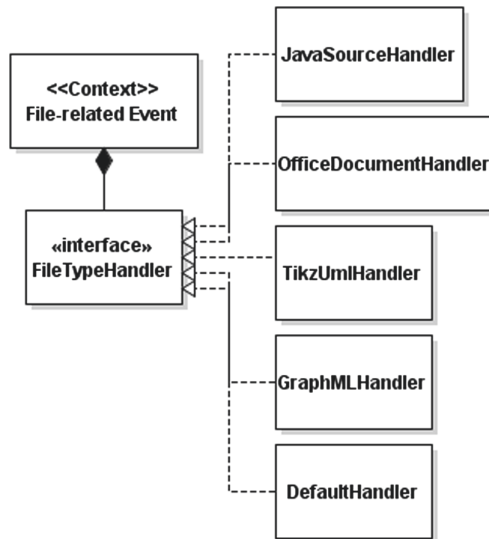 <<Context>>
File-related Event
«interface»
FileTypeHandler
JavaSourceHandler
OfficeDocumentHandler
TikzUmlHandler
GraphMLHandler
DefaultHandler